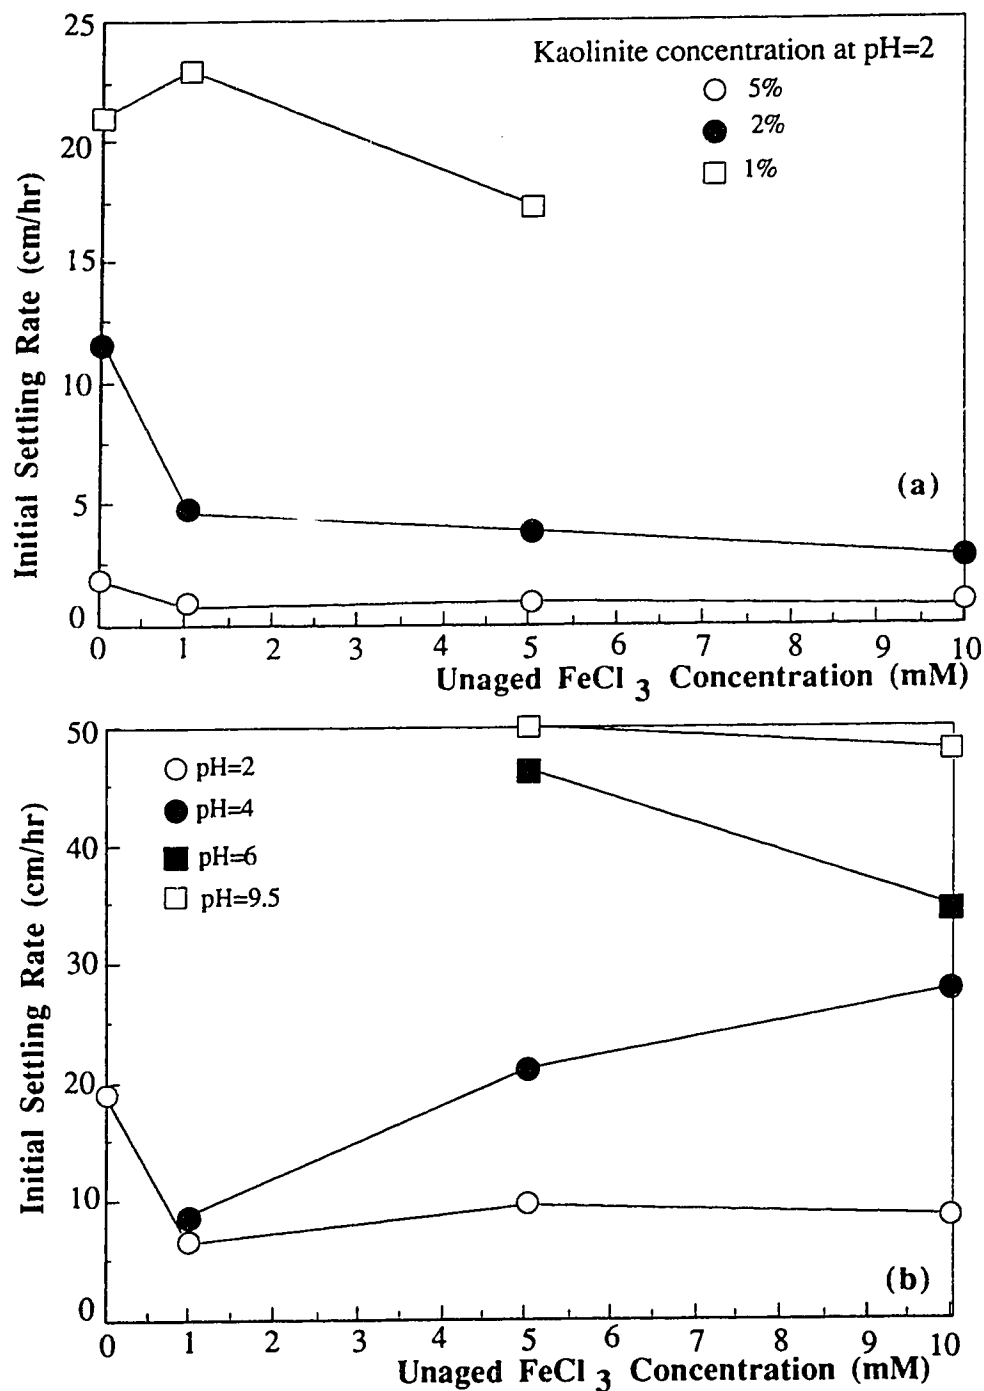 25
20
15
10
5
0
Initial Settling Rate (cm/hr)
Kaolinite concentration at pH=2
5%
2%
1%
(a)
0 1 2 3 4 5 6 7 8 9 10
Unaged FeCl 3 Concentration (mM)
50
40
30
20
10
0
Initial Settling Rate (cm/hr)
pH=2
pH=4
pH=6
pH=9.5
(b)
0 1 2 3 4 5 6 7 8 9 10
Unaged FeCl 3 Concentration (mM)